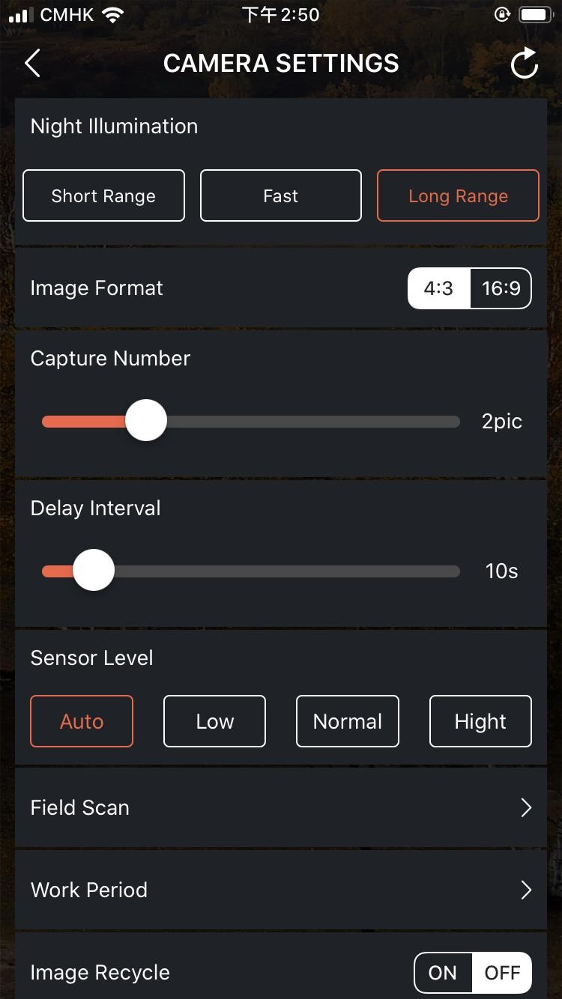 CMHK 下午2:50
CAMERA SETTINGS
Night Illumination
Short Range Fast Long Range
Image Format 4:3 16:9
Capture Number
2pic
Delay Interval
10s
Sensor Level
Auto Low Normal Hight
Field Scan
Work Period
Image Recycle ON OFF